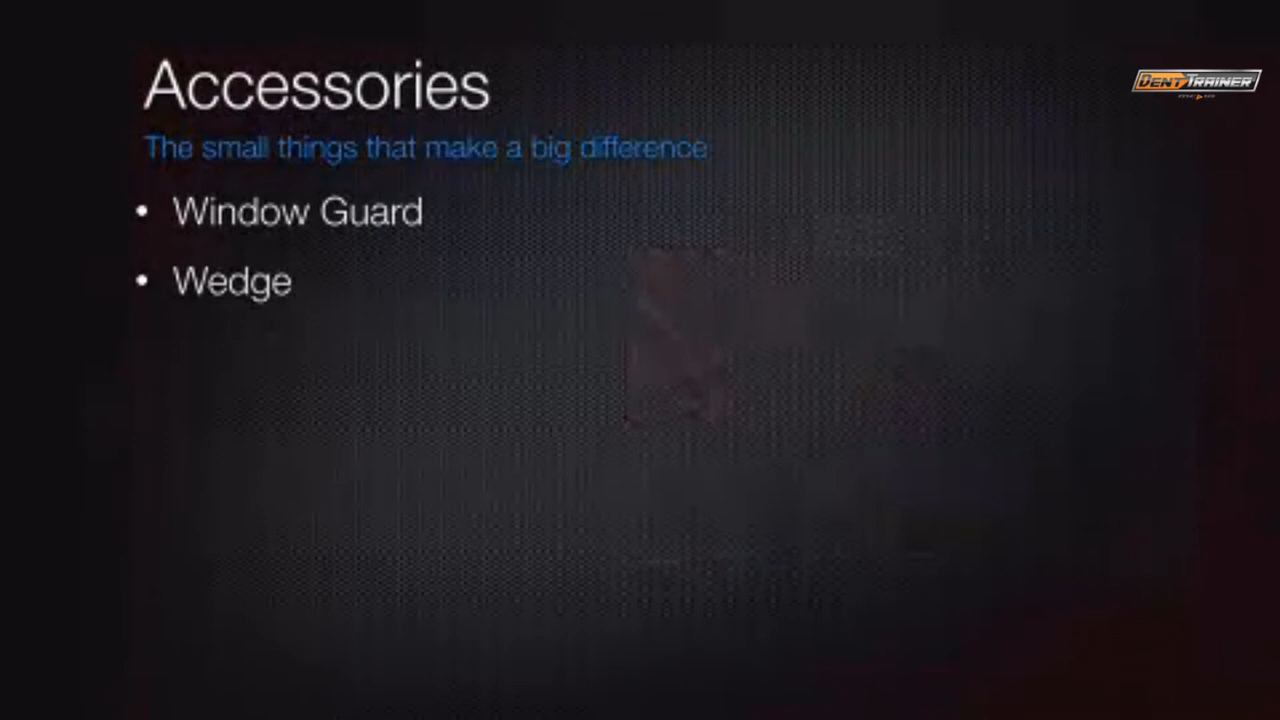 Accessories
DENT TRAINER
The small things that make a big difference
• Window Guard
• Wedge